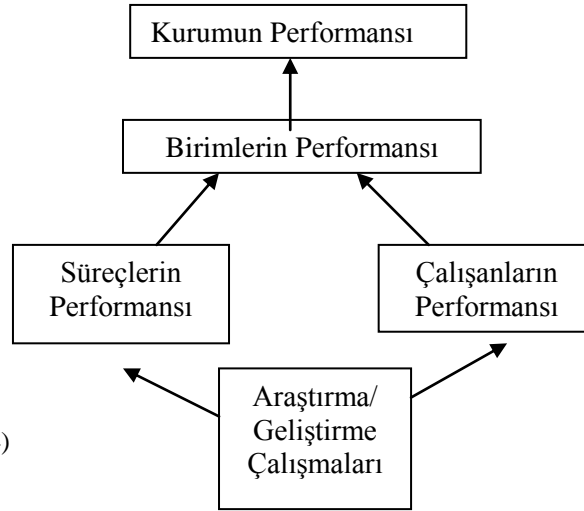 Kurumun Performansı
Birimlerin Performansı
Süreçlerin
Performansı
Çalışanların
Performansı
Araştırma/
Geliştirme
Çalışmaları
)